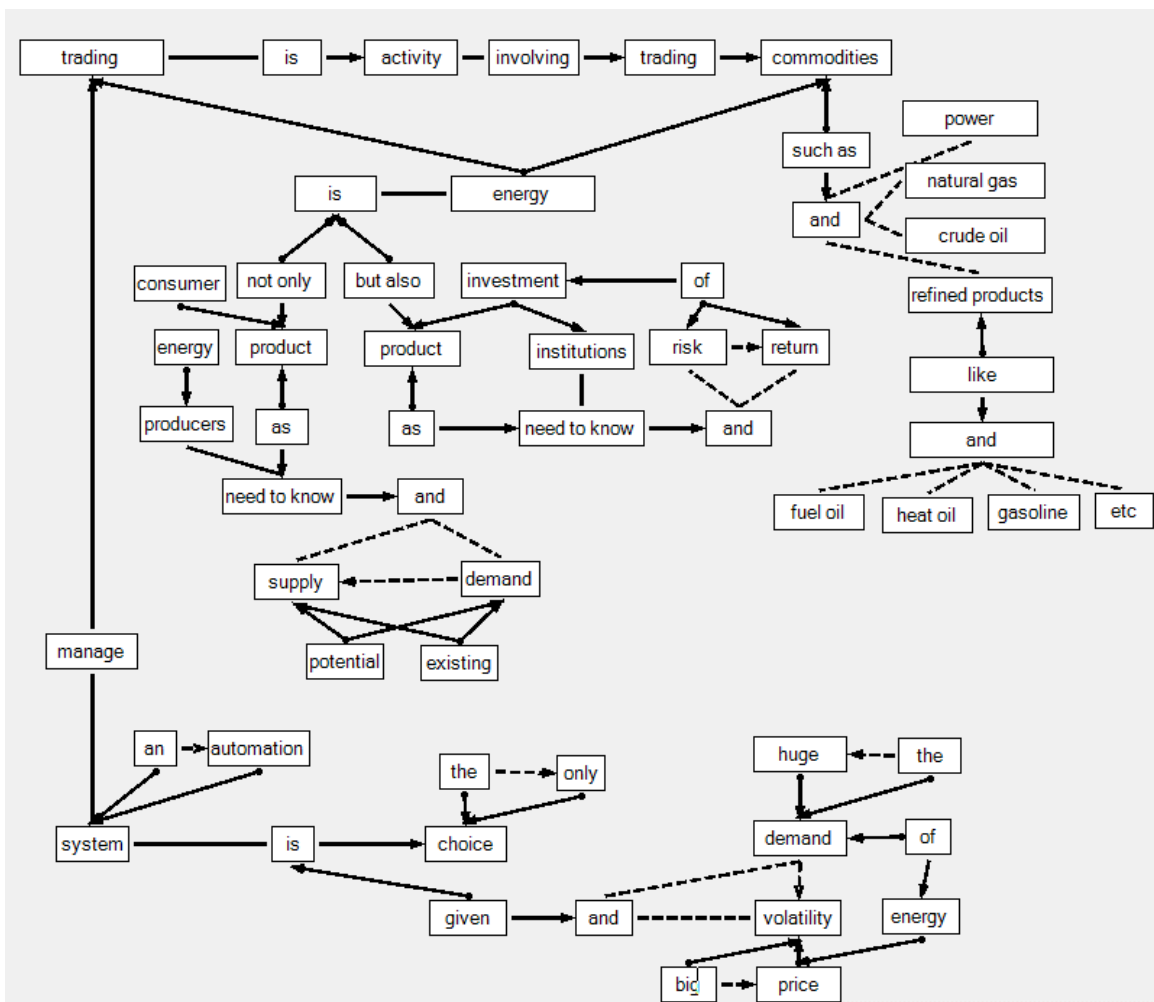 trading is activity involving trading commodities
power
such as
natural gas
is energy
and
crude oil
consumer not only but also investment of
refined products
energy product product institutions risk return
like
producers as as need to know and
and
need to know and
fuel oil heat oil gasoline etc
supply demand
manage
potential existing
an automation
huge the
the only
system is choice
demand of
given and volatility energy
big price